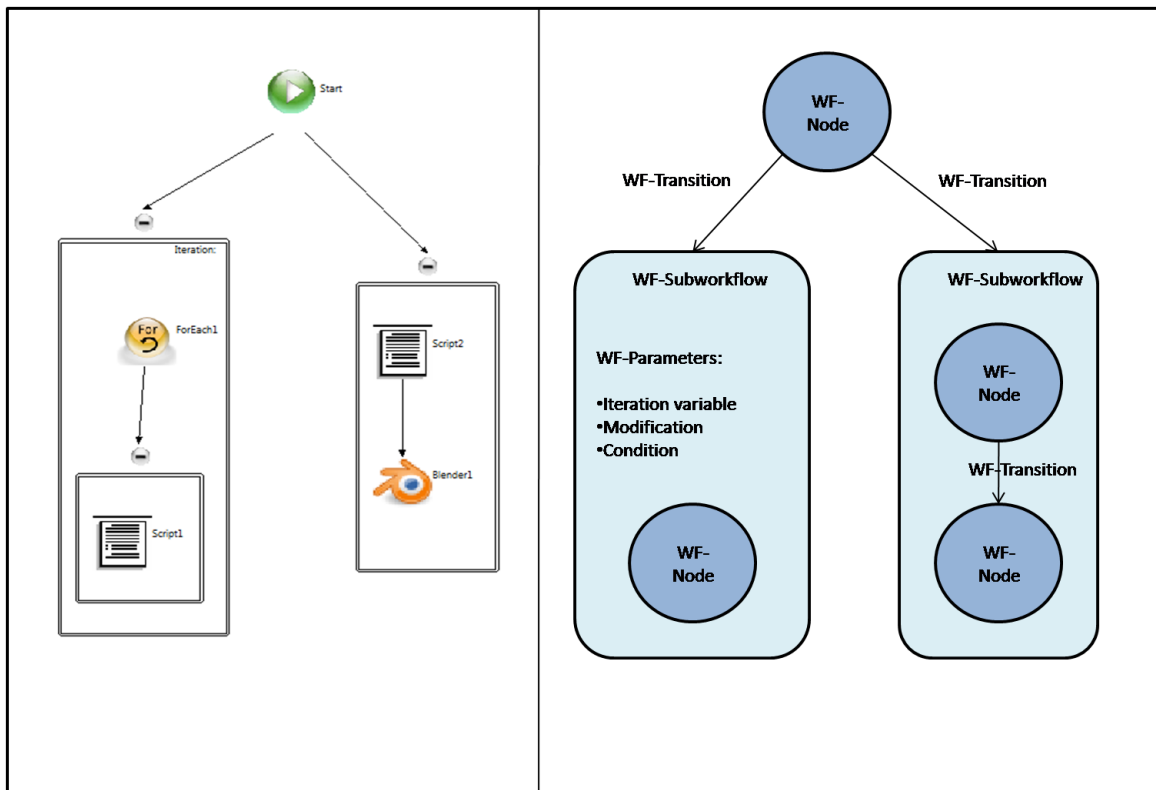 Start
Iteration:
For
ForEach1
Script1
Script2
Blender1
WF-
Node
WF-Transition
WF-Transition
WF-Subworkflow
WF-Parameters:
•Iteration variable
•Modification
•Condition
WF-
Node
WF-Subworkflow
WF-
Node
WF-Transition
WF-
Node